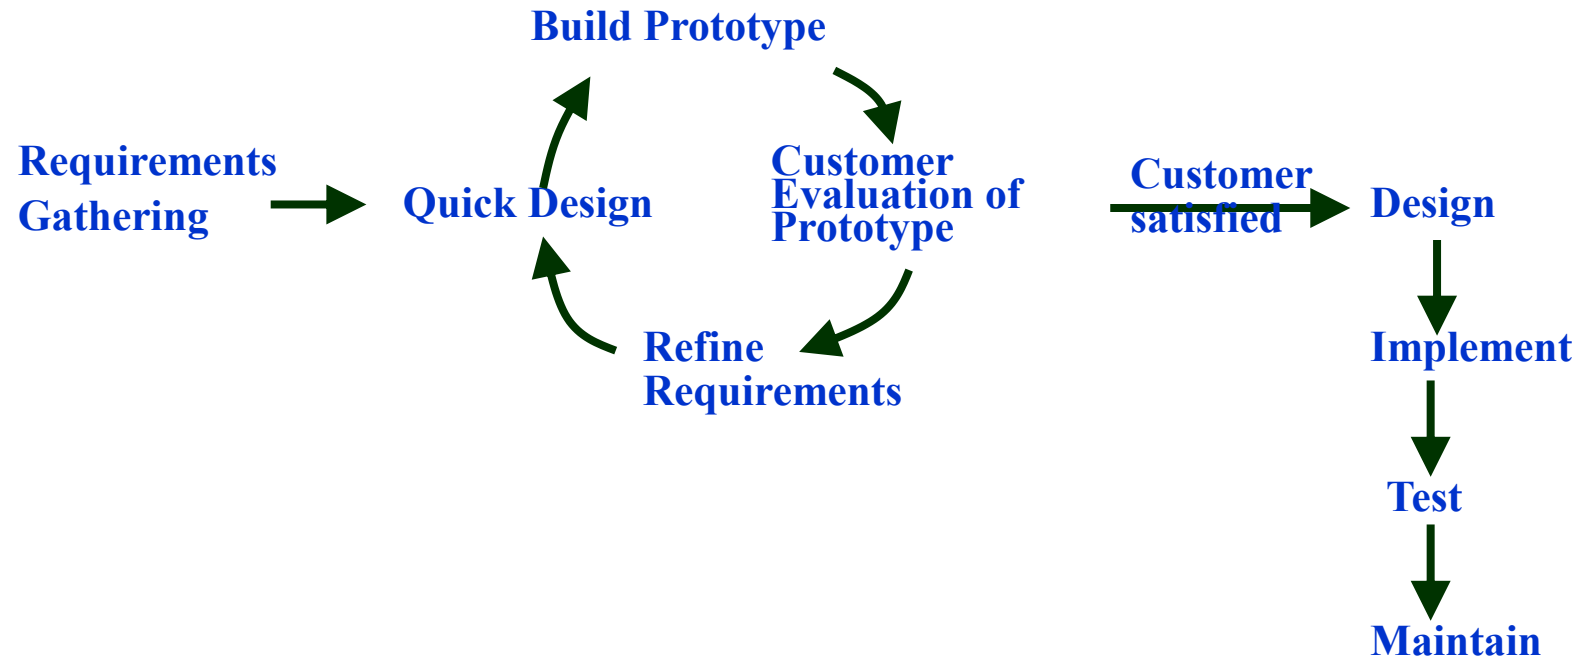 Build Prototype
Requirements
Gathering
Quick Design
Customer
Evaluation of
Prototype
Customer
satisfied
Design
Refine
Requirements
Implement
Test
Maintain